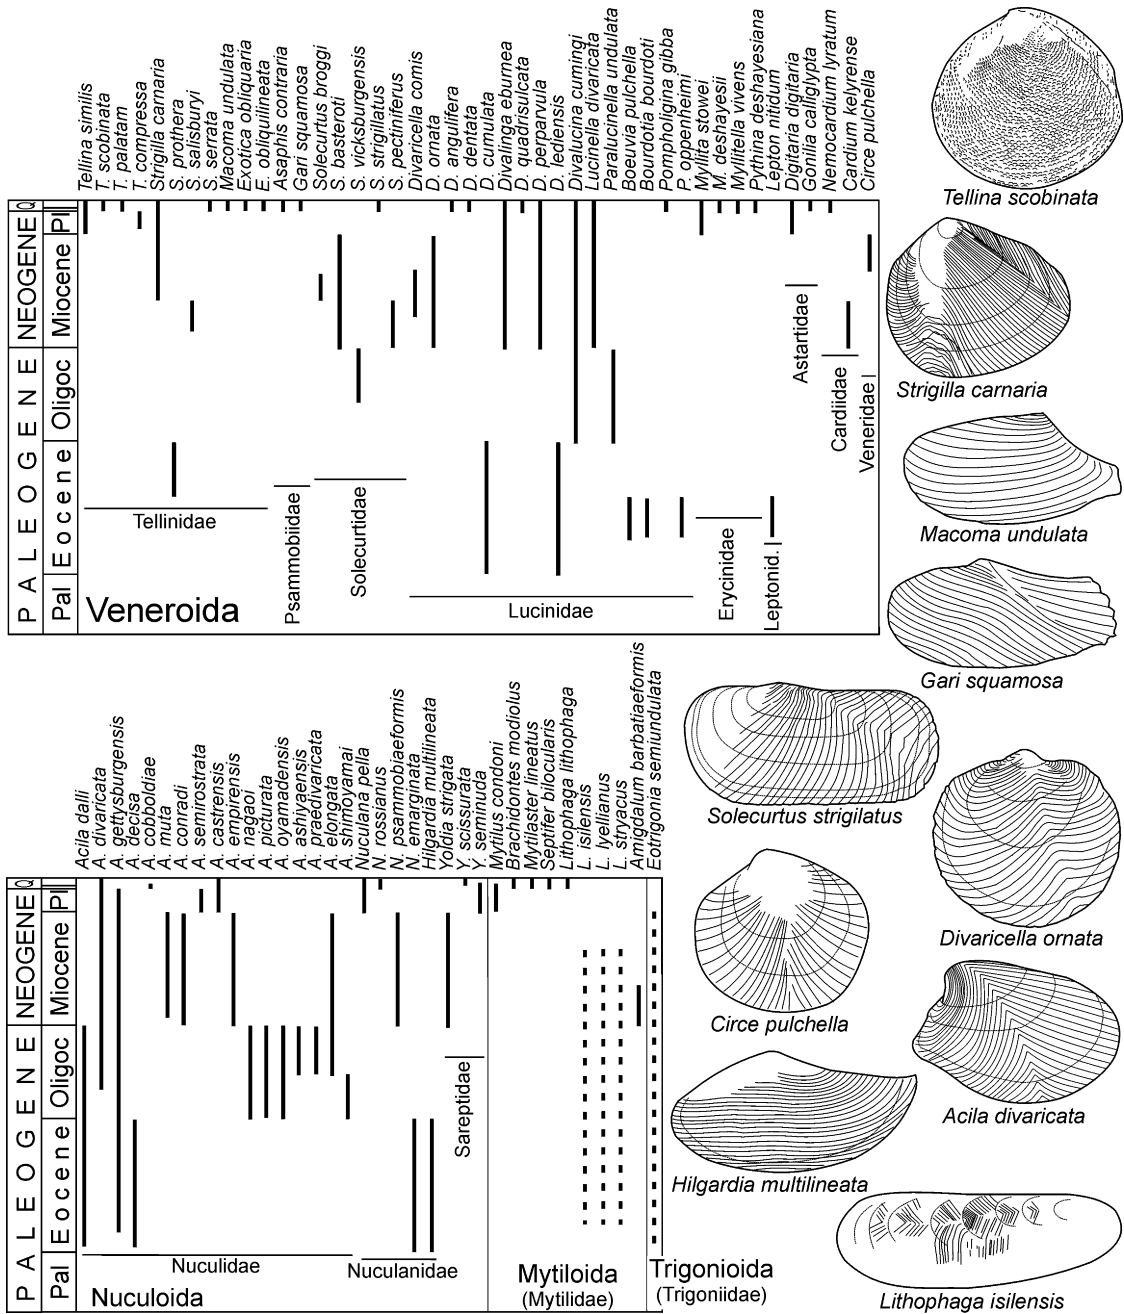 Tellina similis
T. scobinata
T. palatam
T. compressa
Strigilla carnaria
S. prothera
S. salisburyi
S. serrata
Macoma undulata
Exotica obliquaria
E. obliquilineata
Asaphis contraria
Gari squamosa
Solecurtus broggi
S. basteroti
S. vicksburgensis
S. strigillatus
S. pectiniferus
Divaricella comis
D. ornata
D. angulifera
D. dentata
D. cumulata
Divalinga eburnea
D. quadrisulcata
D. perparvula
D. ledensis
Divalucina cumingi
Lucinella divaricata
Paralucinella undulata
Boeuvia pulchella
Bourdotia bourdoti
Pompholigina gibba
P. oppenheimi
Myllita stowei
M. deshayesii
Myllitella vivens
Pythina deshayesiana
Lepton nitidum
Digitaria digitaria
Gonilia calliglypta
Nemocardium lyratum
Cardum kelyrense
Circe pulchella
PALEOGENE NEOGENE Q
Pal Eocene Oligoc Miocene Pl
Tellinidae
Psammobiidae
Solecurtidae
Lucinidae
Erycinidae
Leptonid.
Astartidae
Cardiidae
Veneridae
Veneroida
Tellina scobinata
Strigilla carnaria
Macoma undulata
Gari squamosa
Solecurtus strigilatus
Divaricella ornata
Circe pulchella
Acila divaricata
Hilgardia multilineata
Lithophaga isilensis
Acila dalli
A. divaricata
A. gettysburgensis
A. decisa
A. cobboldiae
A. muta
A. conradi
A. semirostrata
A. castrensis
A. empirensis
A. nagaoi
A. picturata
A. oyamadensis
A. ashiyaensis
A. praedivaricata
A. elongata
A. shimoyamai
Nuculana pella
N. rossianus
N. psammobiaeformis
N. emarginata
Hilgardia multilineata
Yoldia strigata
Y. scissurata
Y. seminuda
Mytilus condoni
Brachidontes modiolus
Mytilaster lineatus
Septifer bilocularis
Lithophaga lithophaga
L. isilensis
L. lyellianus
L. stryacus
Amigdalum barbatiaeformis
Eotrigonia semiundulata
PALEOGENE NEOGENE Q
Pal Eocene Oligoc Miocene Pl
Nuculidae
Nuculanidae
Sareptidae
Nuculoida
Mytiloida
(Mytilidae)
Trigonioida
(Trigoniidae)